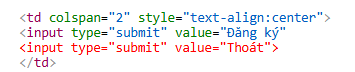 <td colspan="2" style="text-align:center">
<input type="submit" value="Đăng ký"
<input type="submit" value="Thoát">
</td>